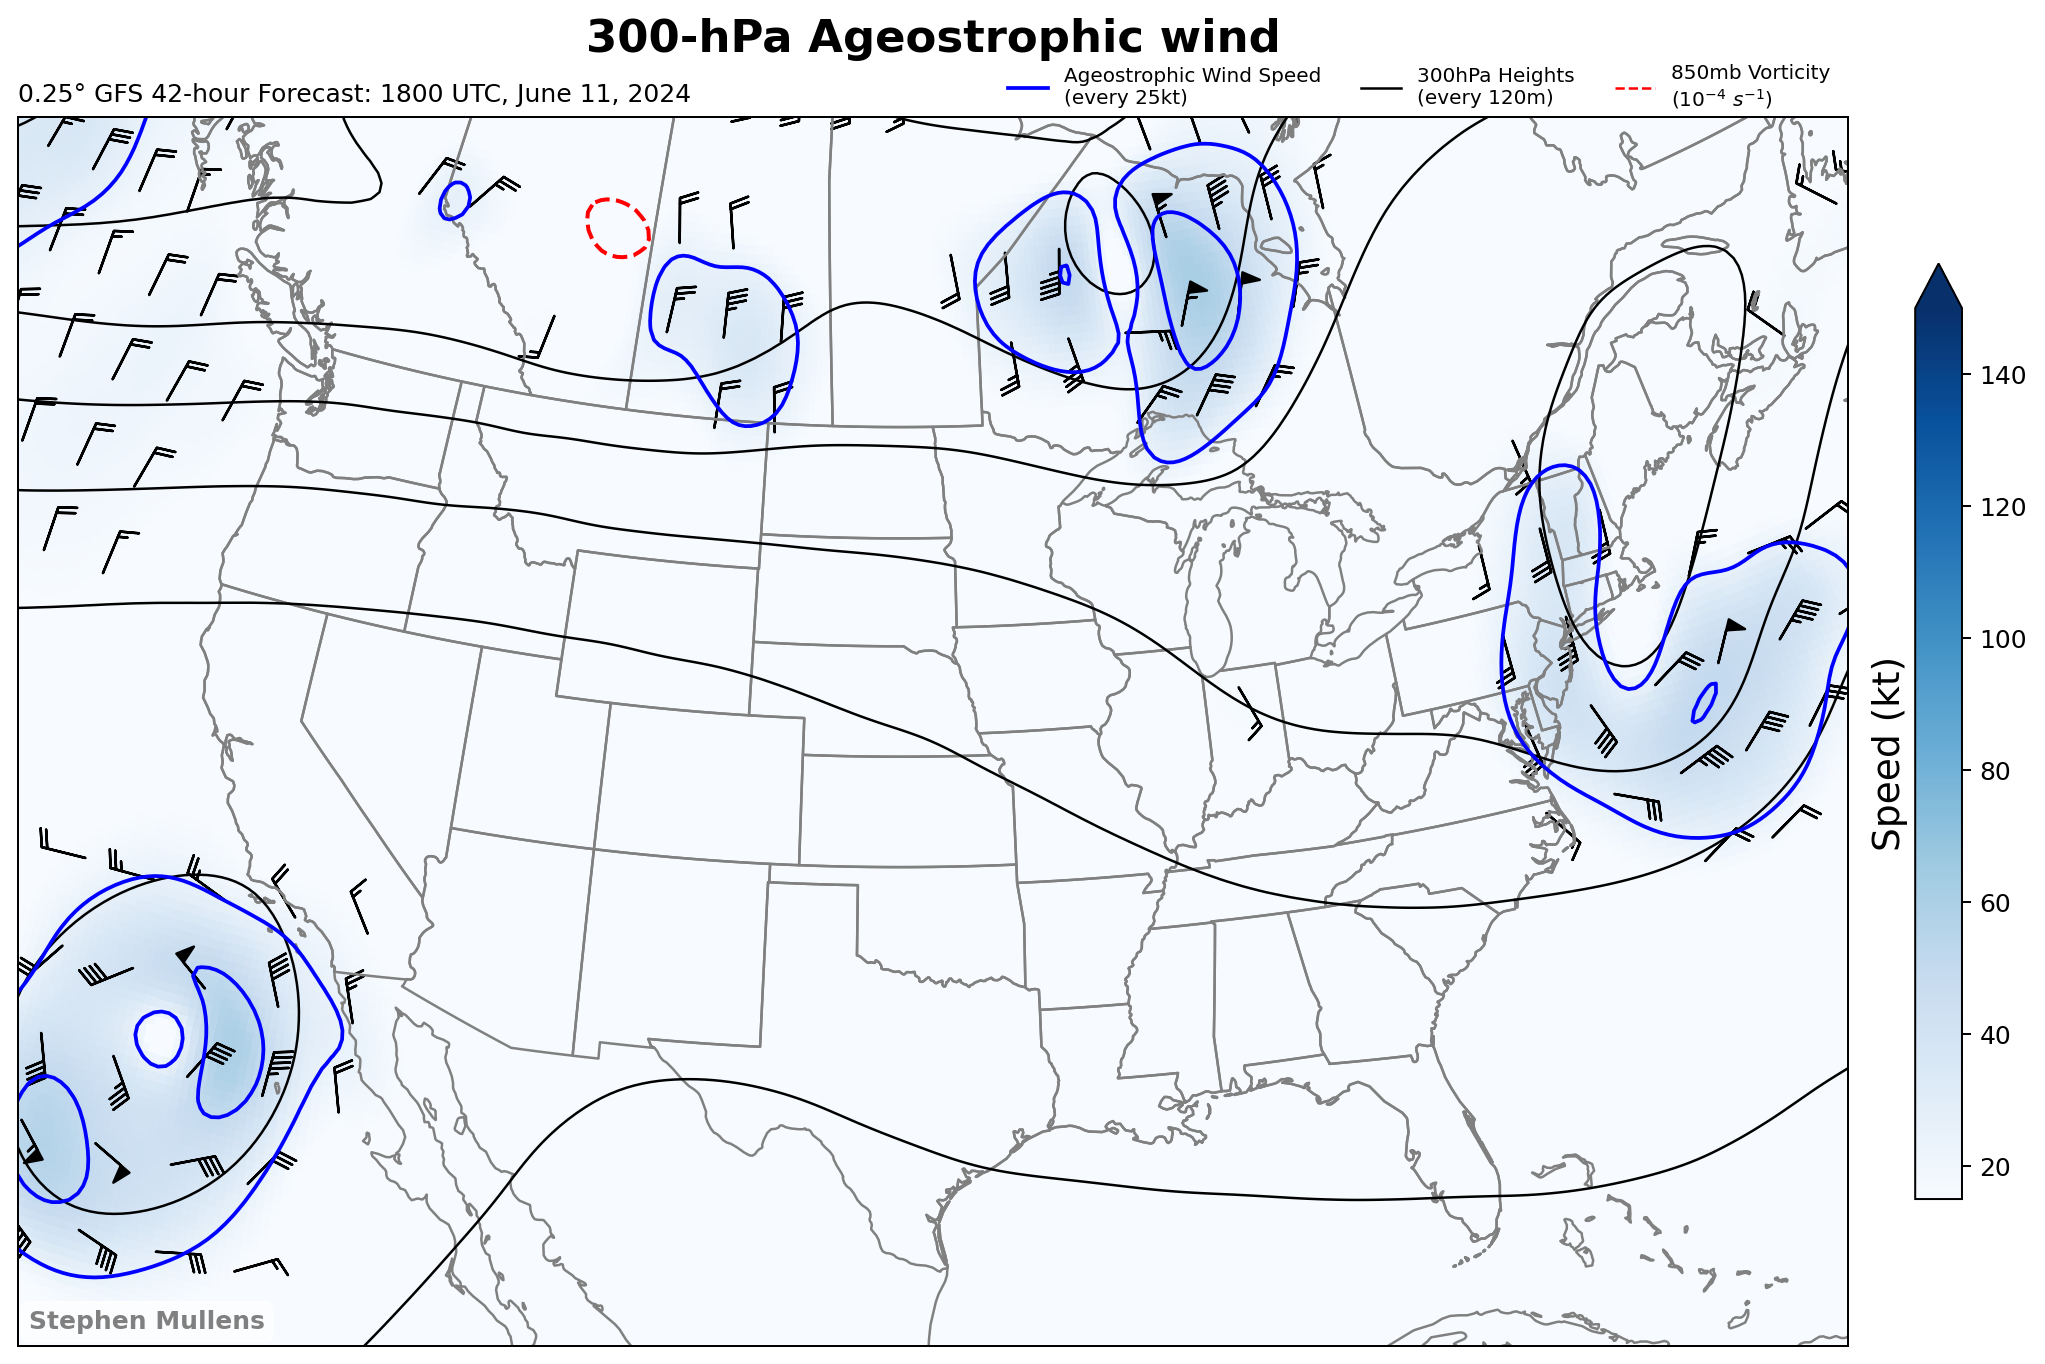 300-hPa Ageostrophic wind
0.25° GFS 42-hour Forecast: 1800 UTC, June 11, 2024
Ageostrophic Wind Speed
(every 25kt)
300hPa Heights
(every 120m)
850mb Vorticity
(10⁻⁴ s⁻¹)
140
120
100
80
60
40
20
Speed (kt)
Stephen Mullens